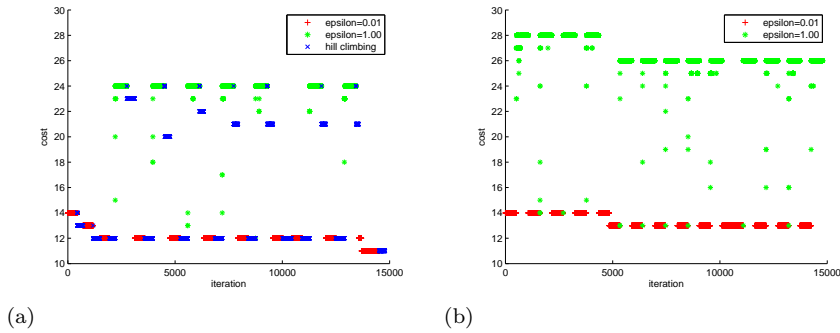 30
28
26
24
22
20
18
16
14
12
10
cost
0
5000
10000
15000
iteration
epsilon=0.01
epsilon=1.00
hill climbing
(a)
30
28
26
24
22
20
18
16
14
12
10
cost
0
5000
10000
15000
iteration
epsilon=0.01
epsilon=1.00
(b)